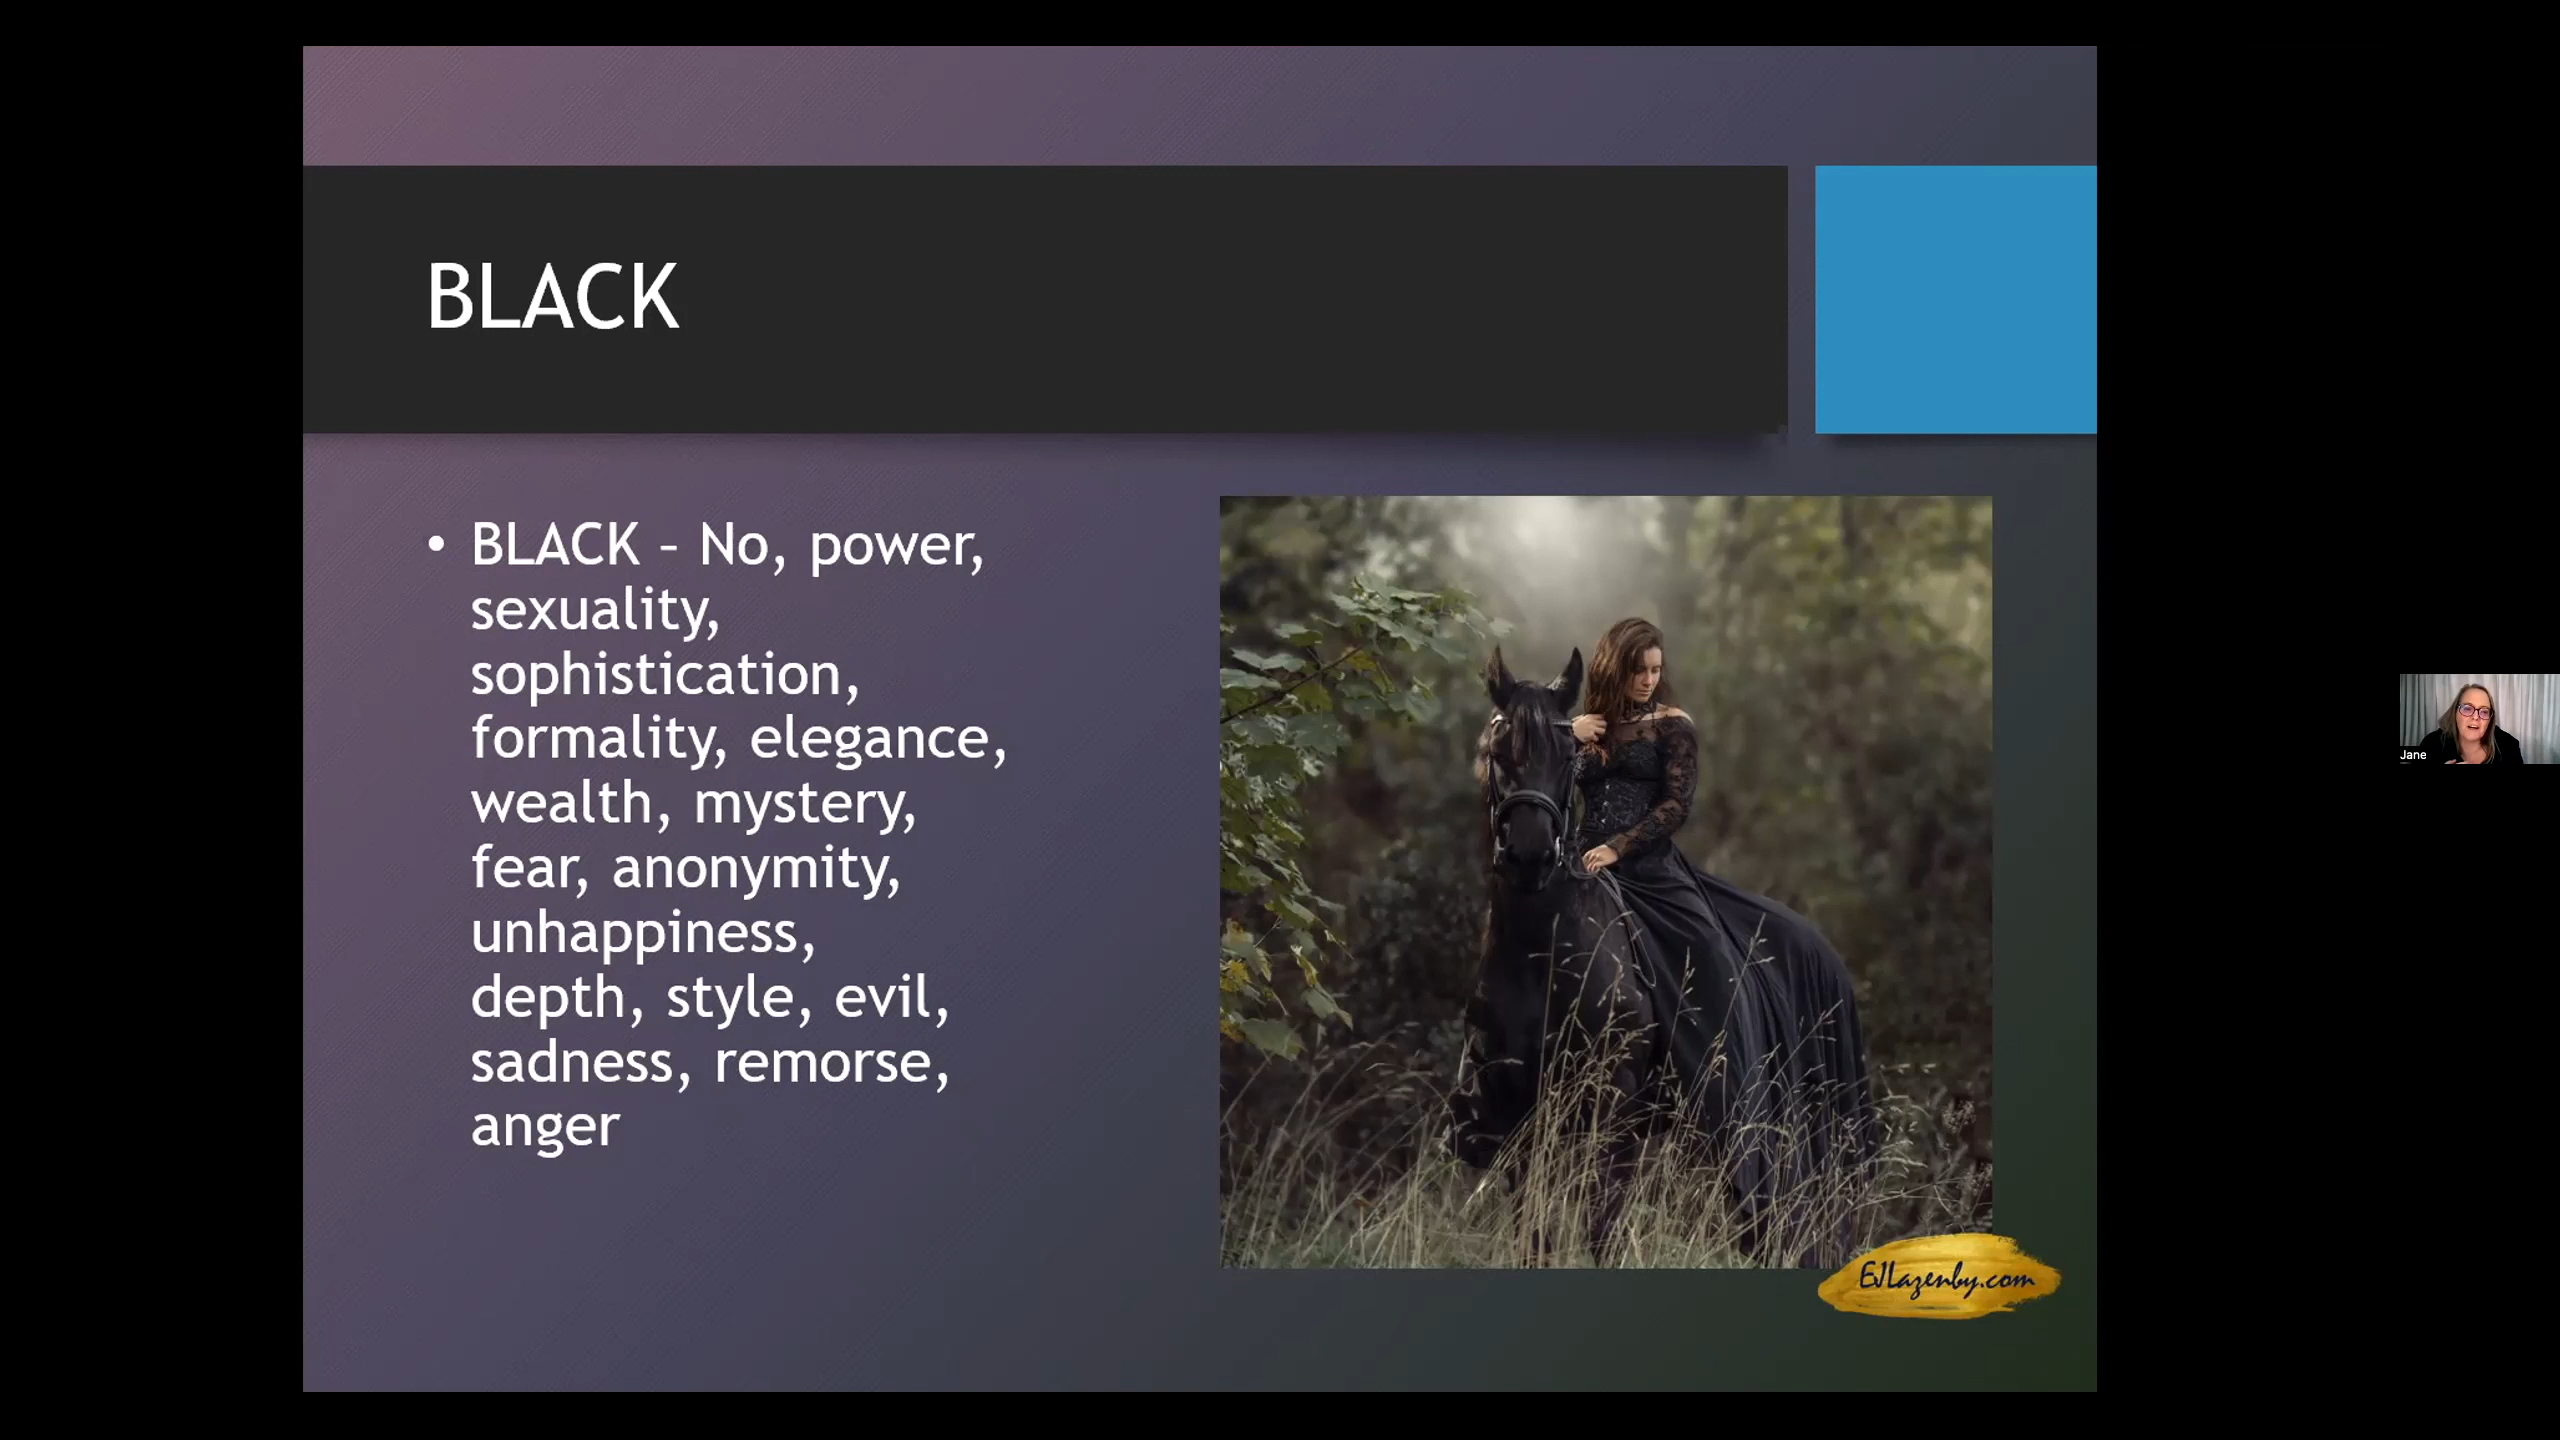 BLACK
• BLACK – No, power,
sexuality,
sophistication,
formality, elegance,
wealth, mystery,
fear, anonymity,
unhappiness,
depth, style, evil,
sadness, remorse,
anger
EJLazenby.com
Jane